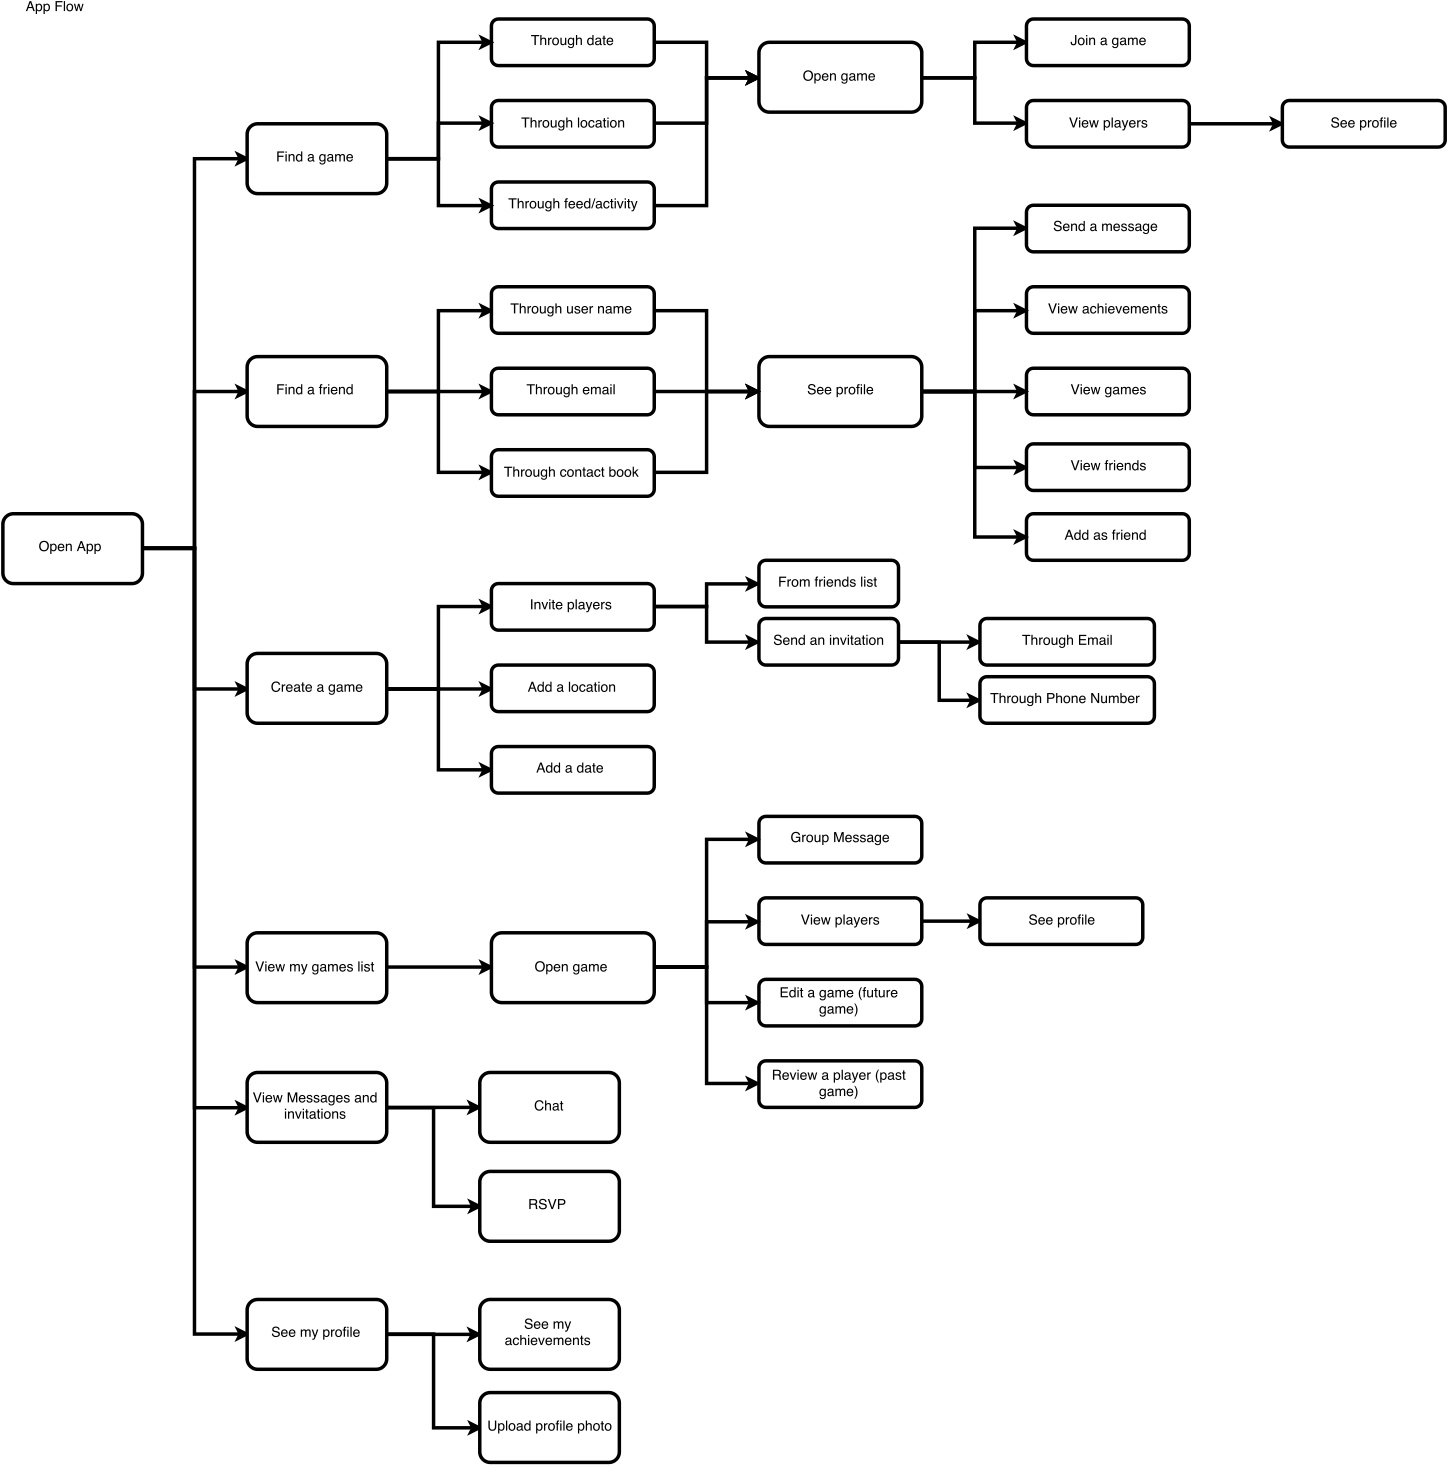 App Flow
Open App
Find a game
Through date
Through location
Through feed/activity
Open game
Join a game
View players
See profile
Find a friend
Through user name
Through email
Through contact book
See profile
Send a message
View achievements
View games
View friends
Add as friend
Create a game
Invite players
Add a location
Add a date
From friends list
Send an invitation
Through Email
Through Phone Number
View my games list
Open game
Group Message
View players
See profile
Edit a game (future
game)
Review a player (past
game)
View Messages and
invitations
Chat
RSVP
See my profile
See my
achievements
Upload profile photo